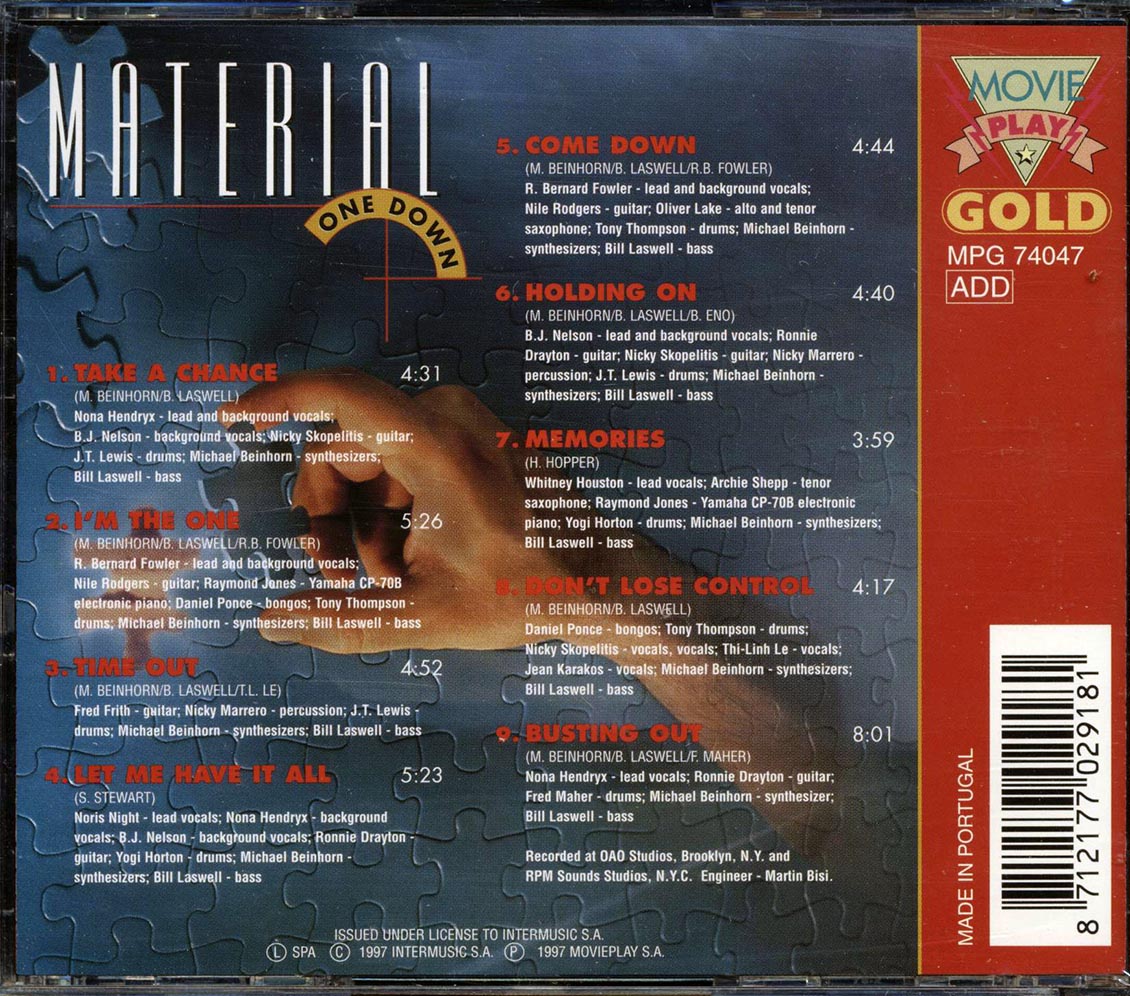 MATERIAL
ONE DOWN
1. TAKE A CHANCE 4:31
(M. BEINHORN/B. LASWELL)
Nona Hendryx - lead and background vocals;
B.J. Nelson - background vocals; Nicky Skopelitis - guitar;
J.T. Lewis - drums; Michael Beinhorn - synthesizers;
Bill Laswell - bass
2. I'M THE ONE 5:26
(M. BEINHORN/B. LASWELL/R.B. FOWLER)
R. Bernard Fowler - lead and background vocals;
Nile Rodgers - guitar; Raymond Jones - Yamaha CP-70B
electronic piano; Daniel Ponce - bongos; Tony Thompson -
drums; Michael Beinhorn - synthesizers; Bill Laswell - bass
3. TIME OUT 4:52
(M. BEINHORN/B. LASWELL/T.L. LE)
Fred Frith - guitar; Nicky Marrero - percussion; J.T. Lewis -
drums; Michael Beinhorn - synthesizers; Bill Laswell - bass
4. LET ME HAVE IT ALL 5:23
(S. STEWART)
Noris Night - lead vocals; Nona Hendryx - background
vocals; B.J. Nelson - background vocals; Ronnie Drayton -
guitar; Yogi Horton - drums; Michael Beinhorn -
synthesizers; Bill Laswell - bass
5. COME DOWN 4:44
(M. BEINHORN/B. LASWELL/R.B. FOWLER)
R. Bernard Fowler - lead and background vocals;
Nile Rodgers - guitar; Oliver Lake - alto and tenor
saxophone; Tony Thompson - drums; Michael Beinhorn -
synthesizers; Bill Laswell - bass
6. HOLDING ON 4:40
(M. BEINHORN/B. LASWELL/B. ENO)
B.J. Nelson - lead and background vocals; Ronnie
Drayton - guitar; Nicky Skopelitis - guitar; Nicky Marrero -
percussion; J.T. Lewis - drums; Michael Beinhorn -
synthesizers; Bill Laswell - bass
7. MEMORIES 3:59
(H. HOPPER)
Whitney Houston - lead vocals; Archie Shepp - tenor
saxophone; Raymond Jones - Yamaha CP-70B electronic
piano; Yogi Horton - drums; Michael Beinhorn - synthesizers;
Bill Laswell - bass
8. DON'T LOSE CONTROL 4:17
(M. BEINHORN/B. LASWELL)
Daniel Ponce - bongos; Tony Thompson - drums;
Nicky Skopelitis - vocals, vocals; Thi-Linh Le - vocals;
Jean Karakos - vocals; Michael Beinhorn - synthesizers;
Bill Laswell - bass
9. BUSTING OUT 8:01
(M. BEINHORN/B. LASWELL/F. MAHER)
Nona Hendryx - lead vocals; Ronnie Drayton - guitar;
Fred Maher - drums; Michael Beinhorn - synthesizer;
Bill Laswell - bass
Recorded at OAO Studios, Brooklyn, N.Y. and
RPM Sounds Studios, N.Y.C. Engineer - Martin Bisi.
ISSUED UNDER LICENSE TO INTERMUSIC S.A.
Ⓛ SPA Ⓒ 1997 INTERMUSIC S.A. Ⓟ 1997 MOVIEPLAY S.A.
MOVIE
PLAY
GOLD
MPG 74047
ADD
MADE IN PORTUGAL
8 712177 029181